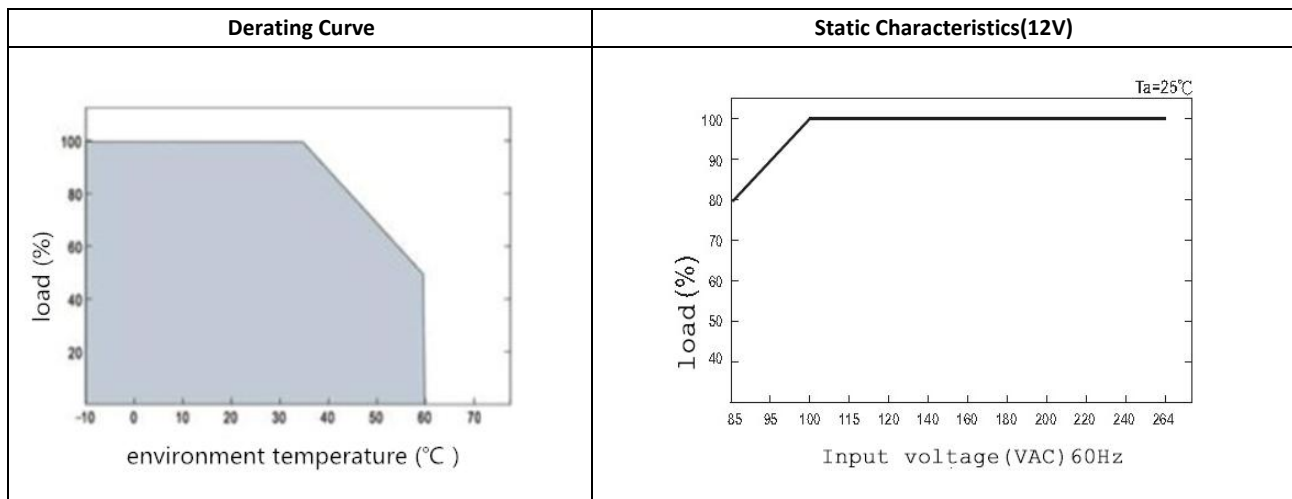 Derating Curve
Static Characteristics(12V)
100
80
60
40
20
load (%)
-10 0 10 20 30 40 50 60 70
environment temperature (℃ )
Ta=25℃
100
90
80
70
60
50
40
load(%)
85 95 100 115 120 140 160 180 200 220 240 264
Input voltage(VAC)60Hz